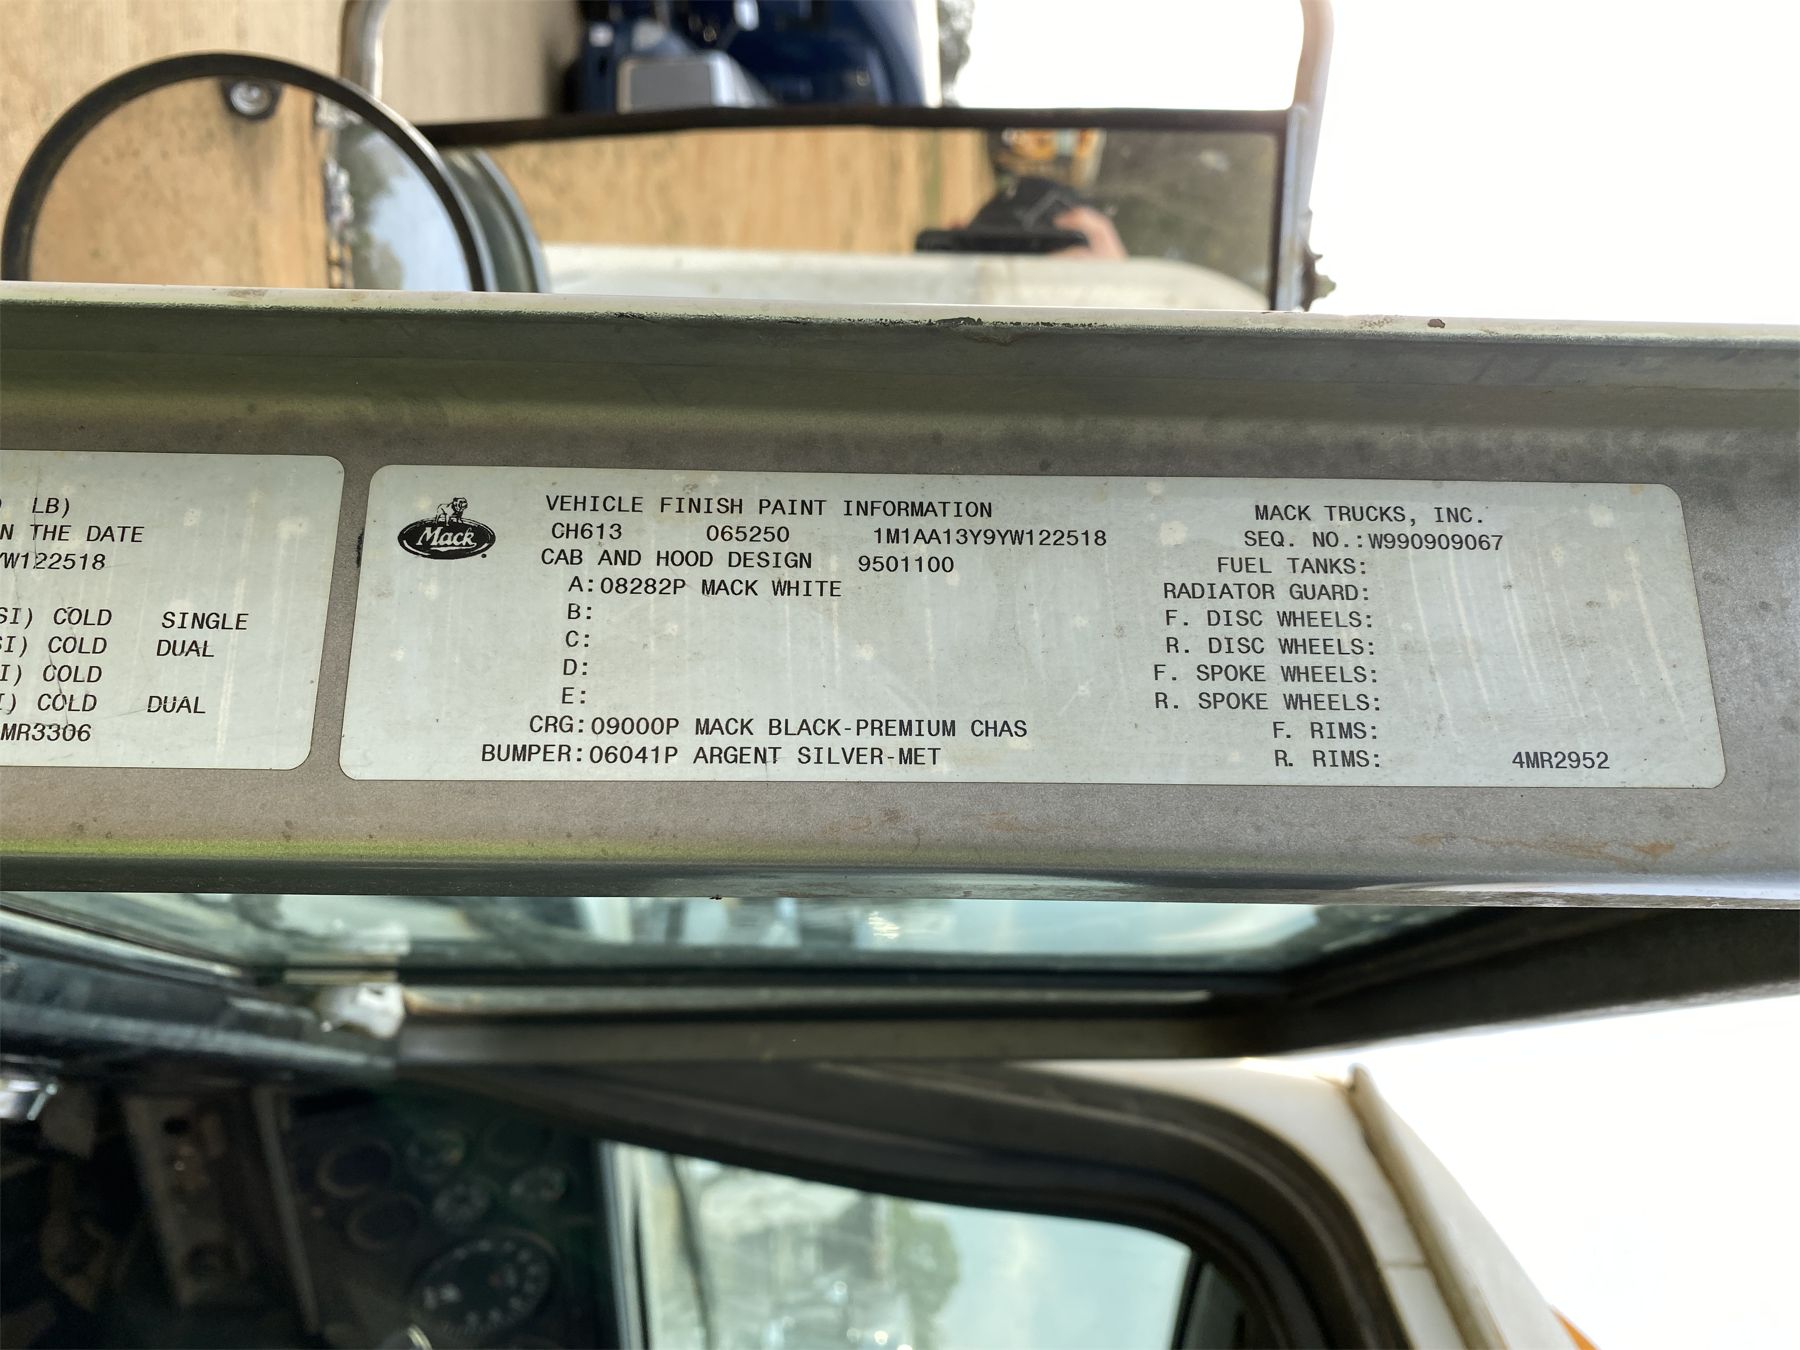 LB)
N THE DATE
YW122518
SI) COLD SINGLE
SI) COLD DUAL
I) COLD
I) COLD DUAL
MR3306
Mack
VEHICLE FINISH PAINT INFORMATION
CH613 065250 1M1AA13Y9YW122518
CAB AND HOOD DESIGN 9501100
A:08282P MACK WHITE
B:
C:
D:
E:
CRG:09000P MACK BLACK-PREMIUM CHAS
BUMPER:06041P ARGENT SILVER-MET
MACK TRUCKS, INC.
SEQ. NO.:W990909067
FUEL TANKS:
RADIATOR GUARD:
F. DISC WHEELS:
R. DISC WHEELS:
F. SPOKE WHEELS:
R. SPOKE WHEELS:
F. RIMS:
R. RIMS: 4MR2952